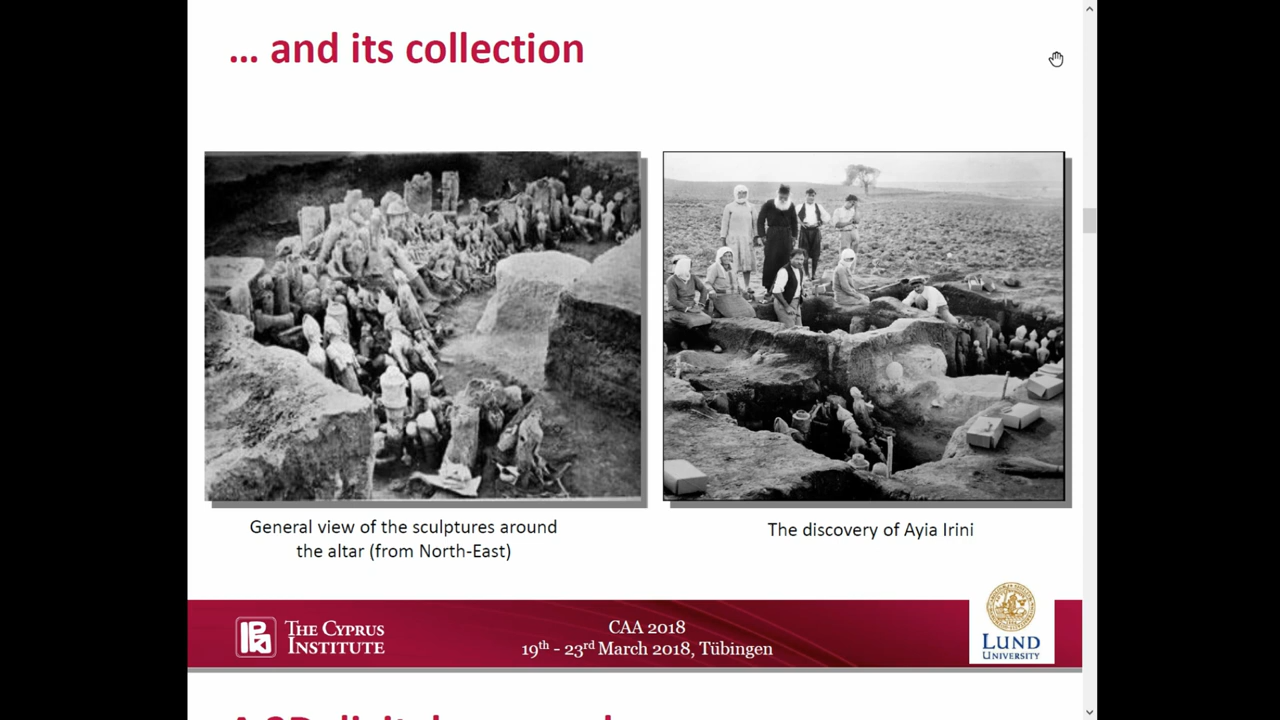 ... and its collection
General view of the sculptures around
the altar (from North-East)
The discovery of Ayia Irini
THE CYPRUS
INSTITUTE
CAA 2018
19th - 23rd March 2018, Tübingen
LUND
UNIVERSITY